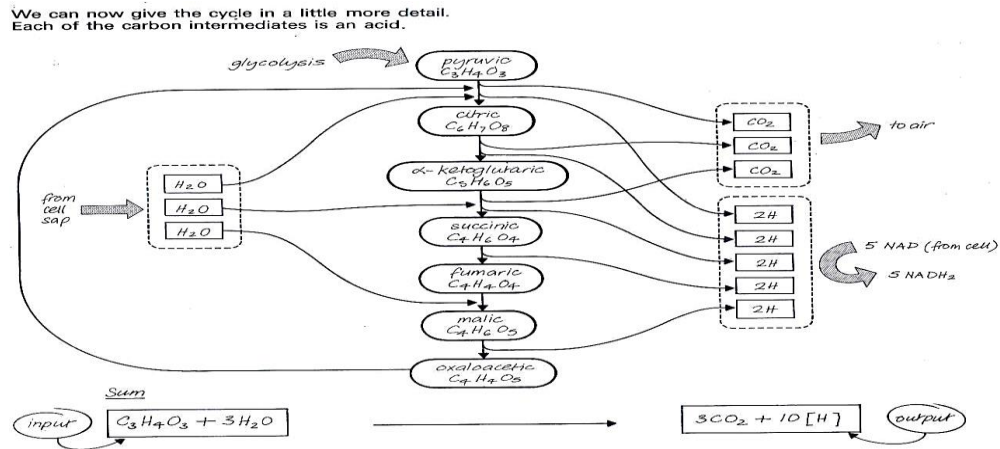 We can now give the cycle in a little more detail.
Each of the carbon intermediates is an acid.
glycolysis
pyruvic
C3H4O3
citric
C6H7O8
α-ketoglutaric
C5H6O5
succinic
C4H6O4
fumaric
C4H4O4
malic
C4H6O5
oxaloacetic
C4H4O5
from
cell
sap
H2O
H2O
H2O
CO2
CO2
CO2
to air
2H
2H
2H
2H
2H
5 NAD (from cell)
5 NADH2
Sum
input
C3H4O3 + 3H2O
3CO2 + 10[H]
output